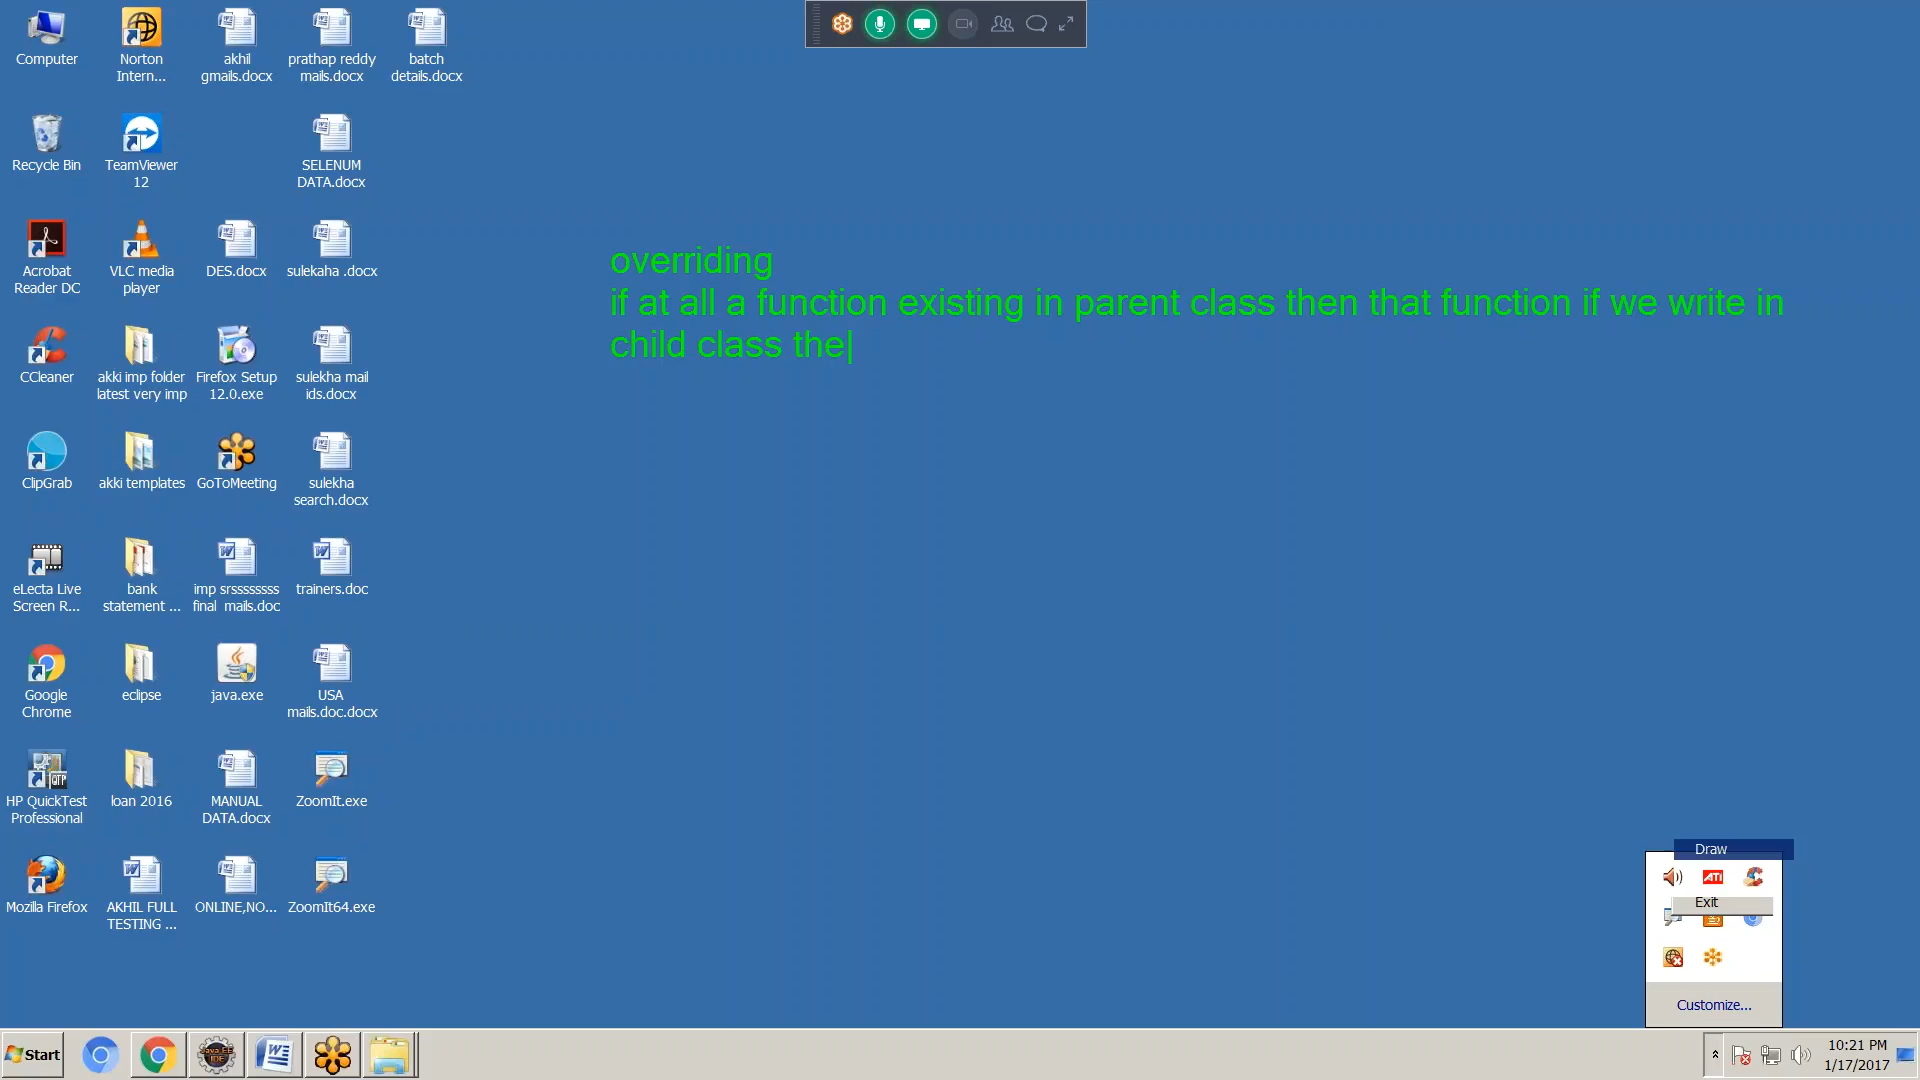 Computer
Norton
Intern...
akhil
gmails.docx
prathap reddy
mails.docx
batch
details.docx
Recycle Bin
TeamViewer
12
SELENUM
DATA.docx
overriding
if at all a function existing in parent class then that function if we write in
child class the
Acrobat
Reader DC
VLC media
player
DES.docx
sulekaha .docx
CCleaner
akki imp folder
latest very imp
Firefox Setup
12.0.exe
sulekha mail
ids.docx
ClipGrab
akki templates
GoToMeeting
sulekha
search.docx
eLecta Live
Screen R...
bank
statement ...
imp srsssssssss
final mails.doc
trainers.doc
Google
Chrome
eclipse
java.exe
USA
mails.doc.docx
HP QuickTest
Professional
loan 2016
MANUAL
DATA.docx
ZoomIt.exe
Draw
ATI
Exit
Mozilla Firefox
AKHIL FULL
TESTING ...
ONLINE,NO...
ZoomIt64.exe
Customize...
Start
Java EE
IDE
10:21 PM
1/17/2017